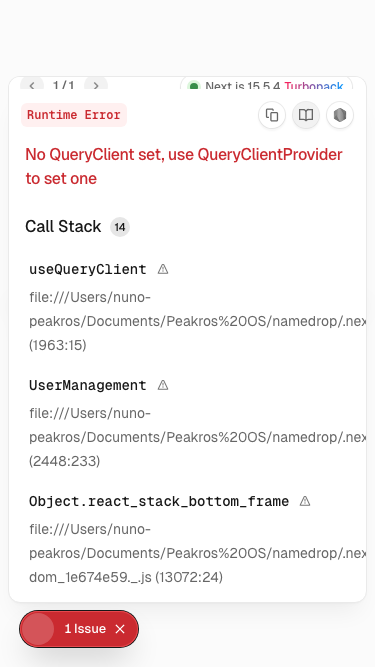 1/1
Next.js 15.5.4 Turbopack
Runtime Error
No QueryClient set, use QueryClientProvider
to set one
Call Stack 14
useQueryClient
file:///Users/nuno-
peakros/Documents/Peakros%20OS/namedrop/.nex
(1963:15)
UserManagement
file:///Users/nuno-
peakros/Documents/Peakros%20OS/namedrop/.nex
(2448:233)
Object.react_stack_bottom_frame
file:///Users/nuno-
peakros/Documents/Peakros%20OS/namedrop/.nex
dom_1e674e59._.js (13072:24)
1 Issue